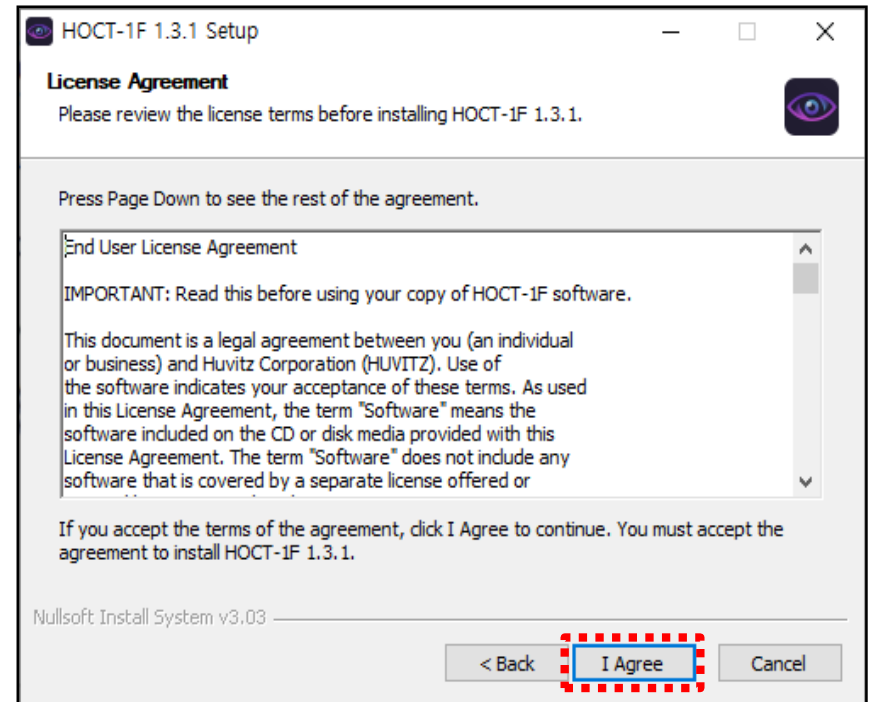 HOCT-1F 1.3.1 Setup
License Agreement
Please review the license terms before installing HOCT-1F 1.3.1.
Press Page Down to see the rest of the agreement.
End User License Agreement
IMPORTANT: Read this before using your copy of HOCT-1F software.
This document is a legal agreement between you (an individual
or business) and Huvitz Corporation (HUVITZ). Use of
the software indicates your acceptance of these terms. As used
in this License Agreement, the term "Software" means the
software included on the CD or disk media provided with this
License Agreement. The term "Software" does not include any
software that is covered by a separate license offered or
If you accept the terms of the agreement, click I Agree to continue. You must accept the
agreement to install HOCT-1F 1.3.1.
Nullsoft Install System v3.03
< Back I Agree Cancel